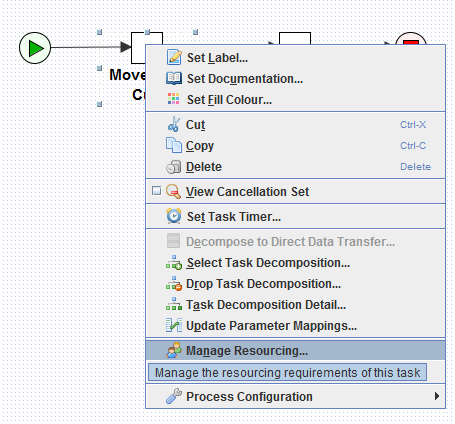 Move
Cu
Set Label...
Set Documentation...
Set Fill Colour...
Cut Ctrl-X
Copy Ctrl-C
Delete Delete
View Cancellation Set
Set Task Timer...
Decompose to Direct Data Transfer...
Select Task Decomposition...
Drop Task Decomposition...
Task Decomposition Detail...
Update Parameter Mappings...
Manage Resourcing...
Manage the resourcing requirements of this task
Process Configuration